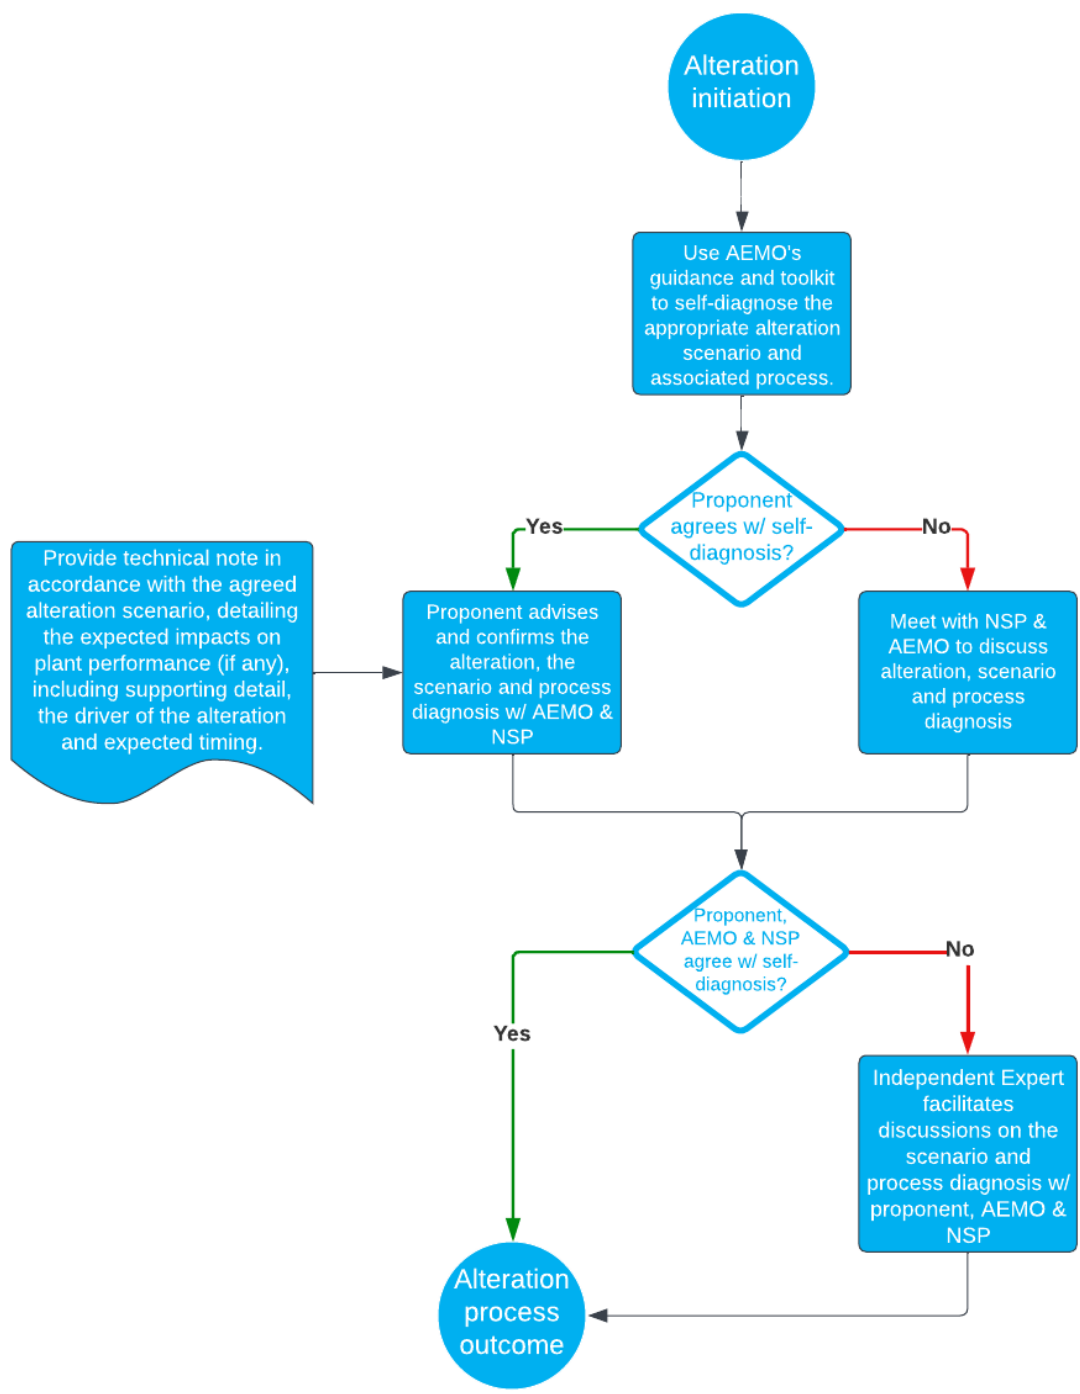 Alteration
initiation
Use AEMO's
guidance and toolkit
to self-diagnose the
appropriate alteration
scenario and
associated process.
Proponent
agrees w/ self-
diagnosis?
Yes
No
Provide technical note in
accordance with the agreed
alteration scenario, detailing
the expected impacts on
plant performance (if any),
including supporting detail,
the driver of the alteration
and expected timing.
Proponent advises
and confirms the
alteration, the
scenario and process
diagnosis w/ AEMO &
NSP
Meet with NSP &
AEMO to discuss
alteration, scenario
and process
diagnosis
Proponent,
AEMO & NSP
agree w/ self-
diagnosis?
No
Yes
Independent Expert
facilitates
discussions on the
scenario and
process diagnosis w/
proponent, AEMO &
NSP
Alteration
process
outcome